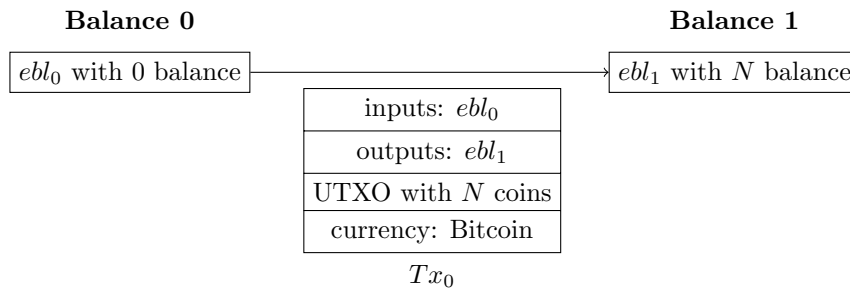 Balance 0
Balance 1
ebl₀ with 0 balance
ebl₁ with N balance
inputs: ebl₀
outputs: ebl₁
UTXO with N coins
currency: Bitcoin
Tx₀